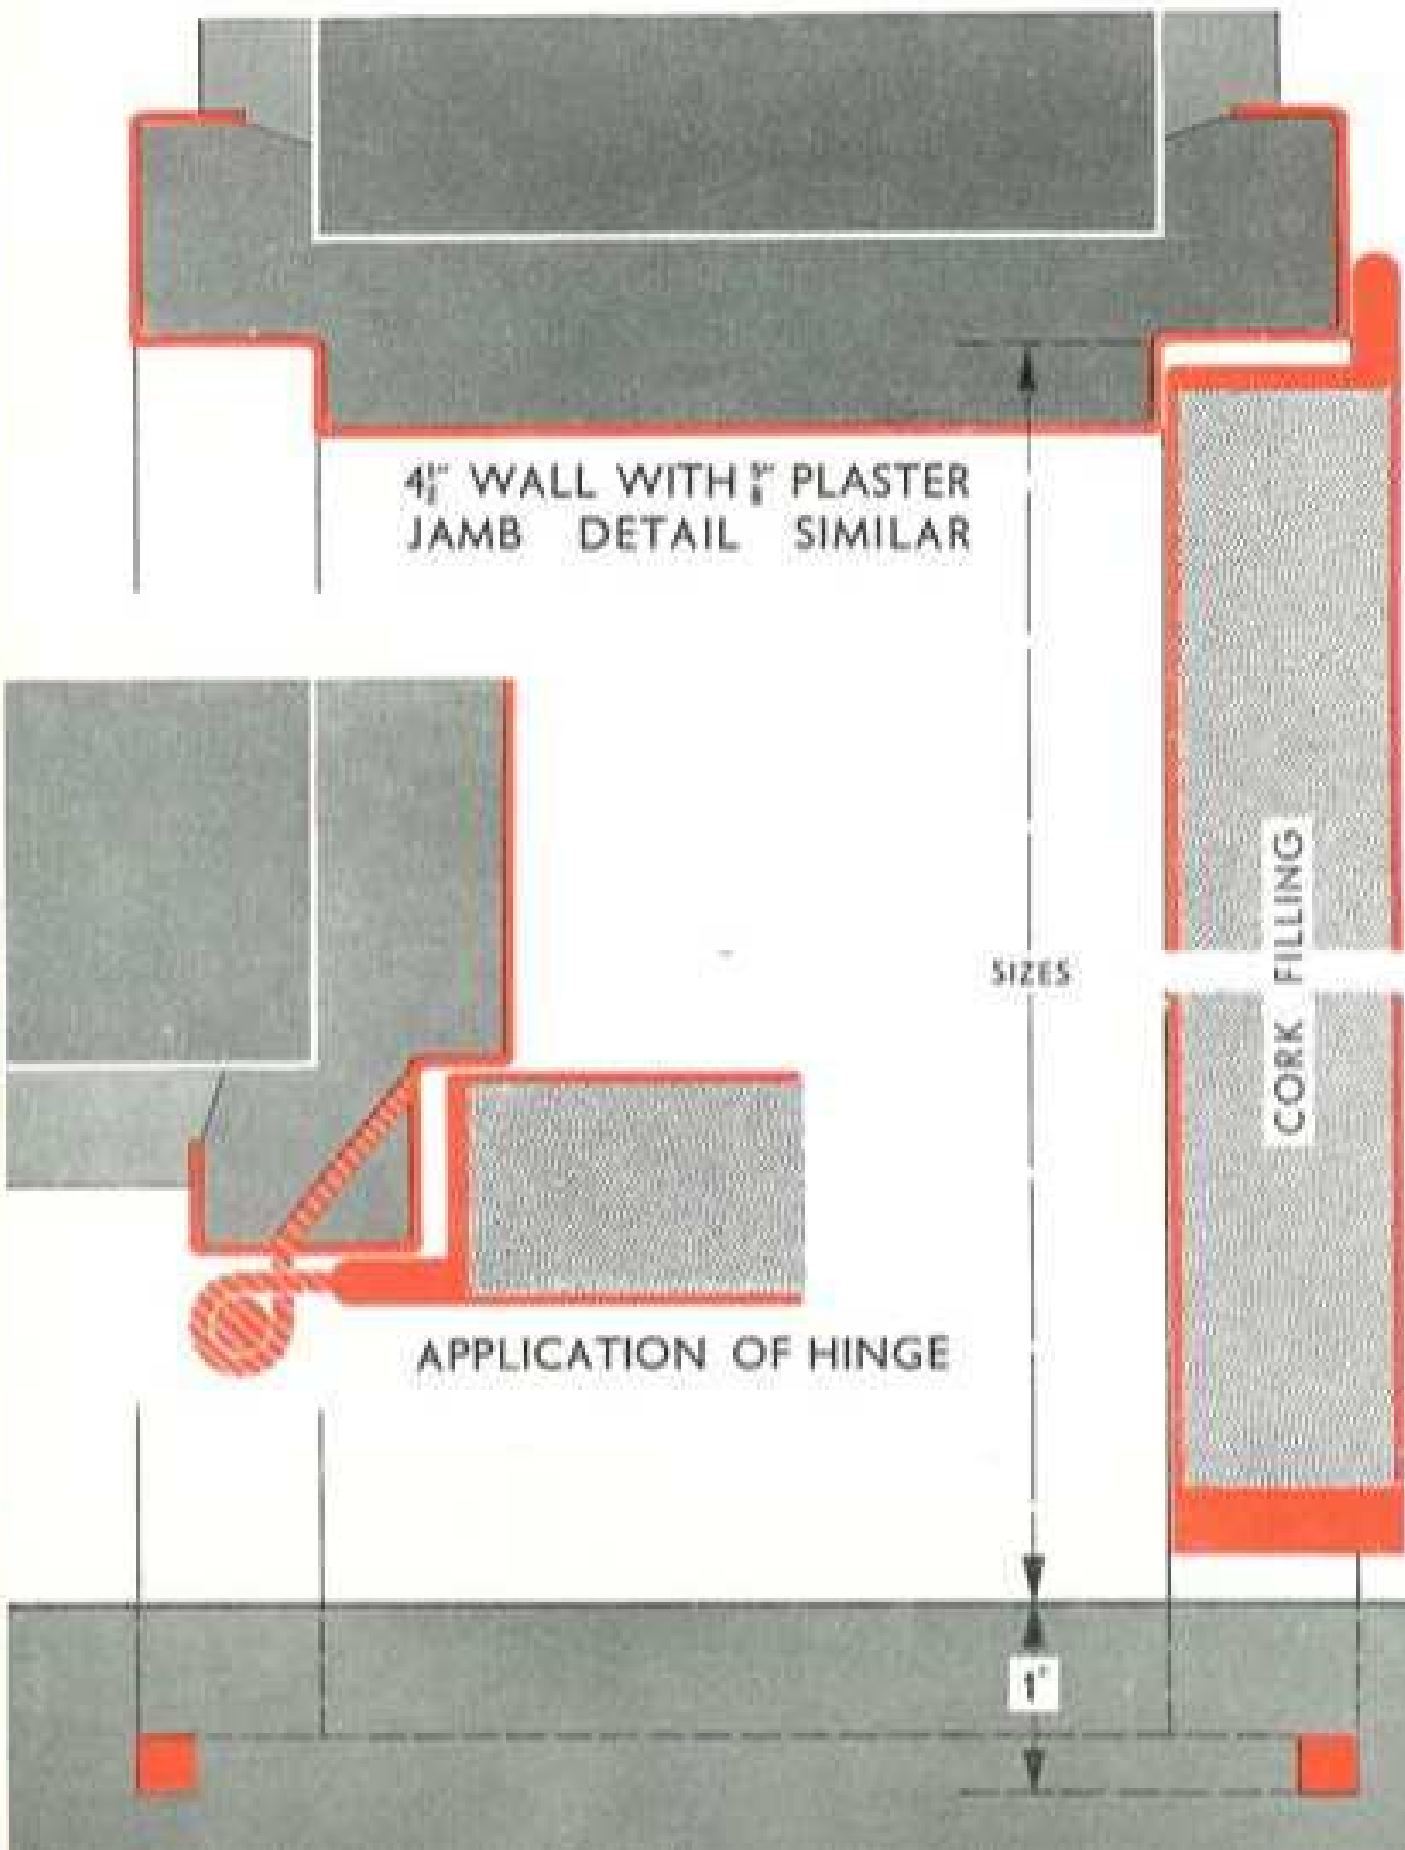 4½" WALL WITH ⅝" PLASTER
JAMB DETAIL SIMILAR
SIZES
CORK FILLING
APPLICATION OF HINGE
1"